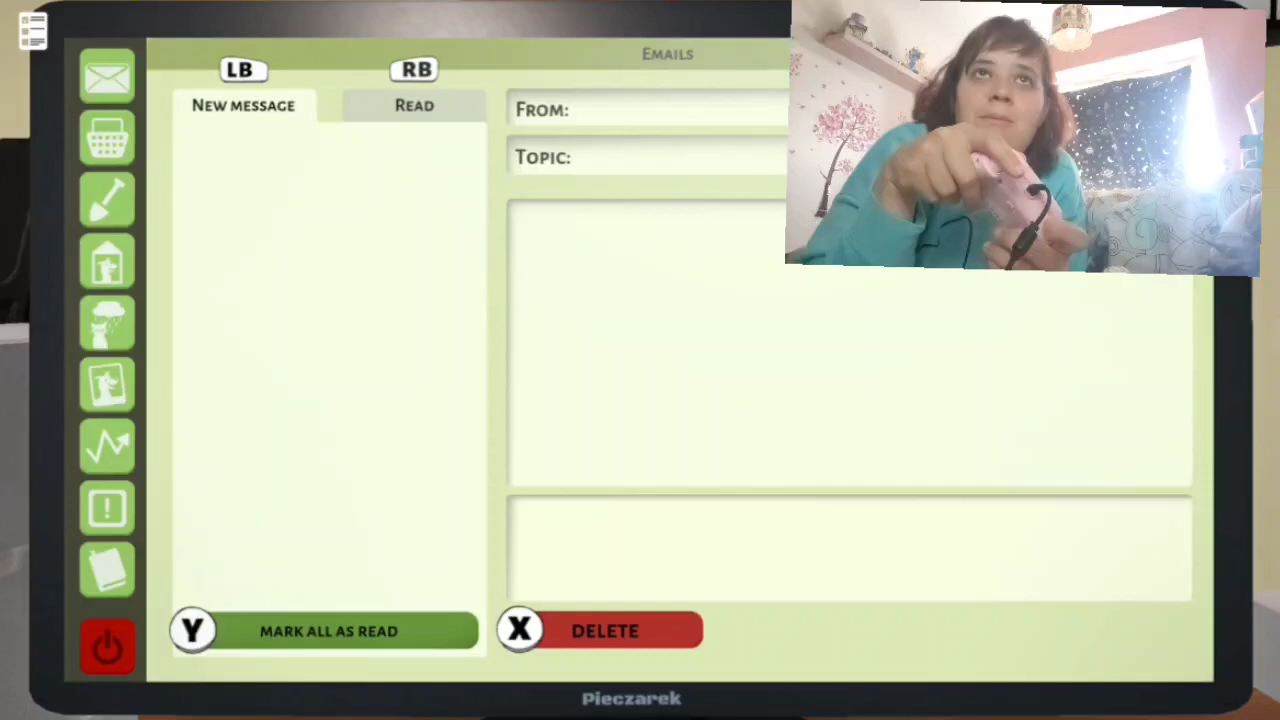 EMAILS
LB
RB
NEW MESSAGE
READ
FROM:
TOPIC:
Y
MARK ALL AS READ
X
DELETE
Pieczarek